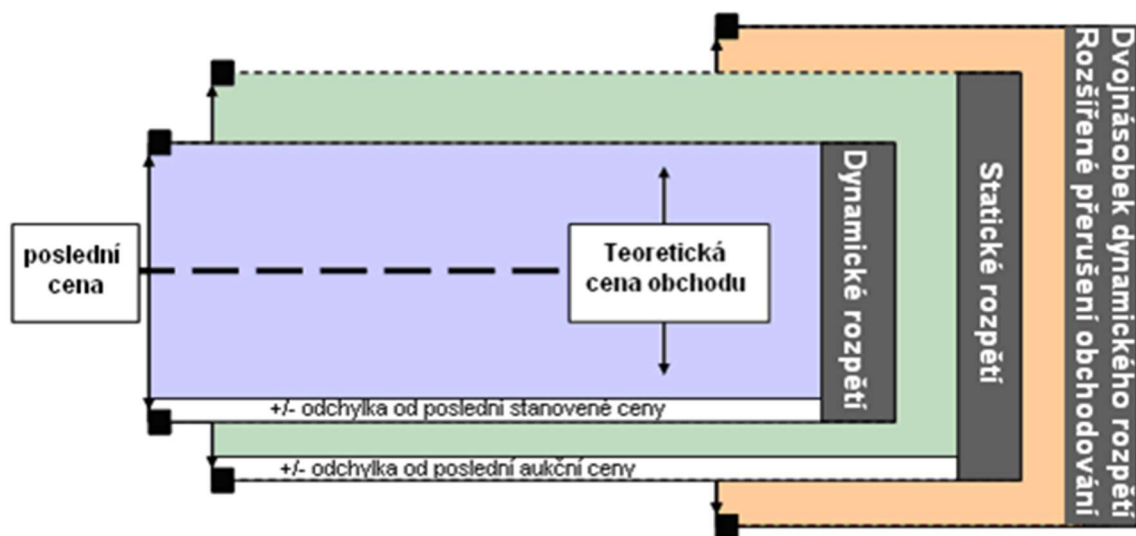 poslední
cena
Teoretická
cena obchodu
+/- odchylka od poslední stanovené ceny
+/- odchylka od poslední aukční ceny
Dynamické rozpětí
Statické rozpětí
Dvojnásobek dynamického rozpětí
Rozšířené přerušení obchodování